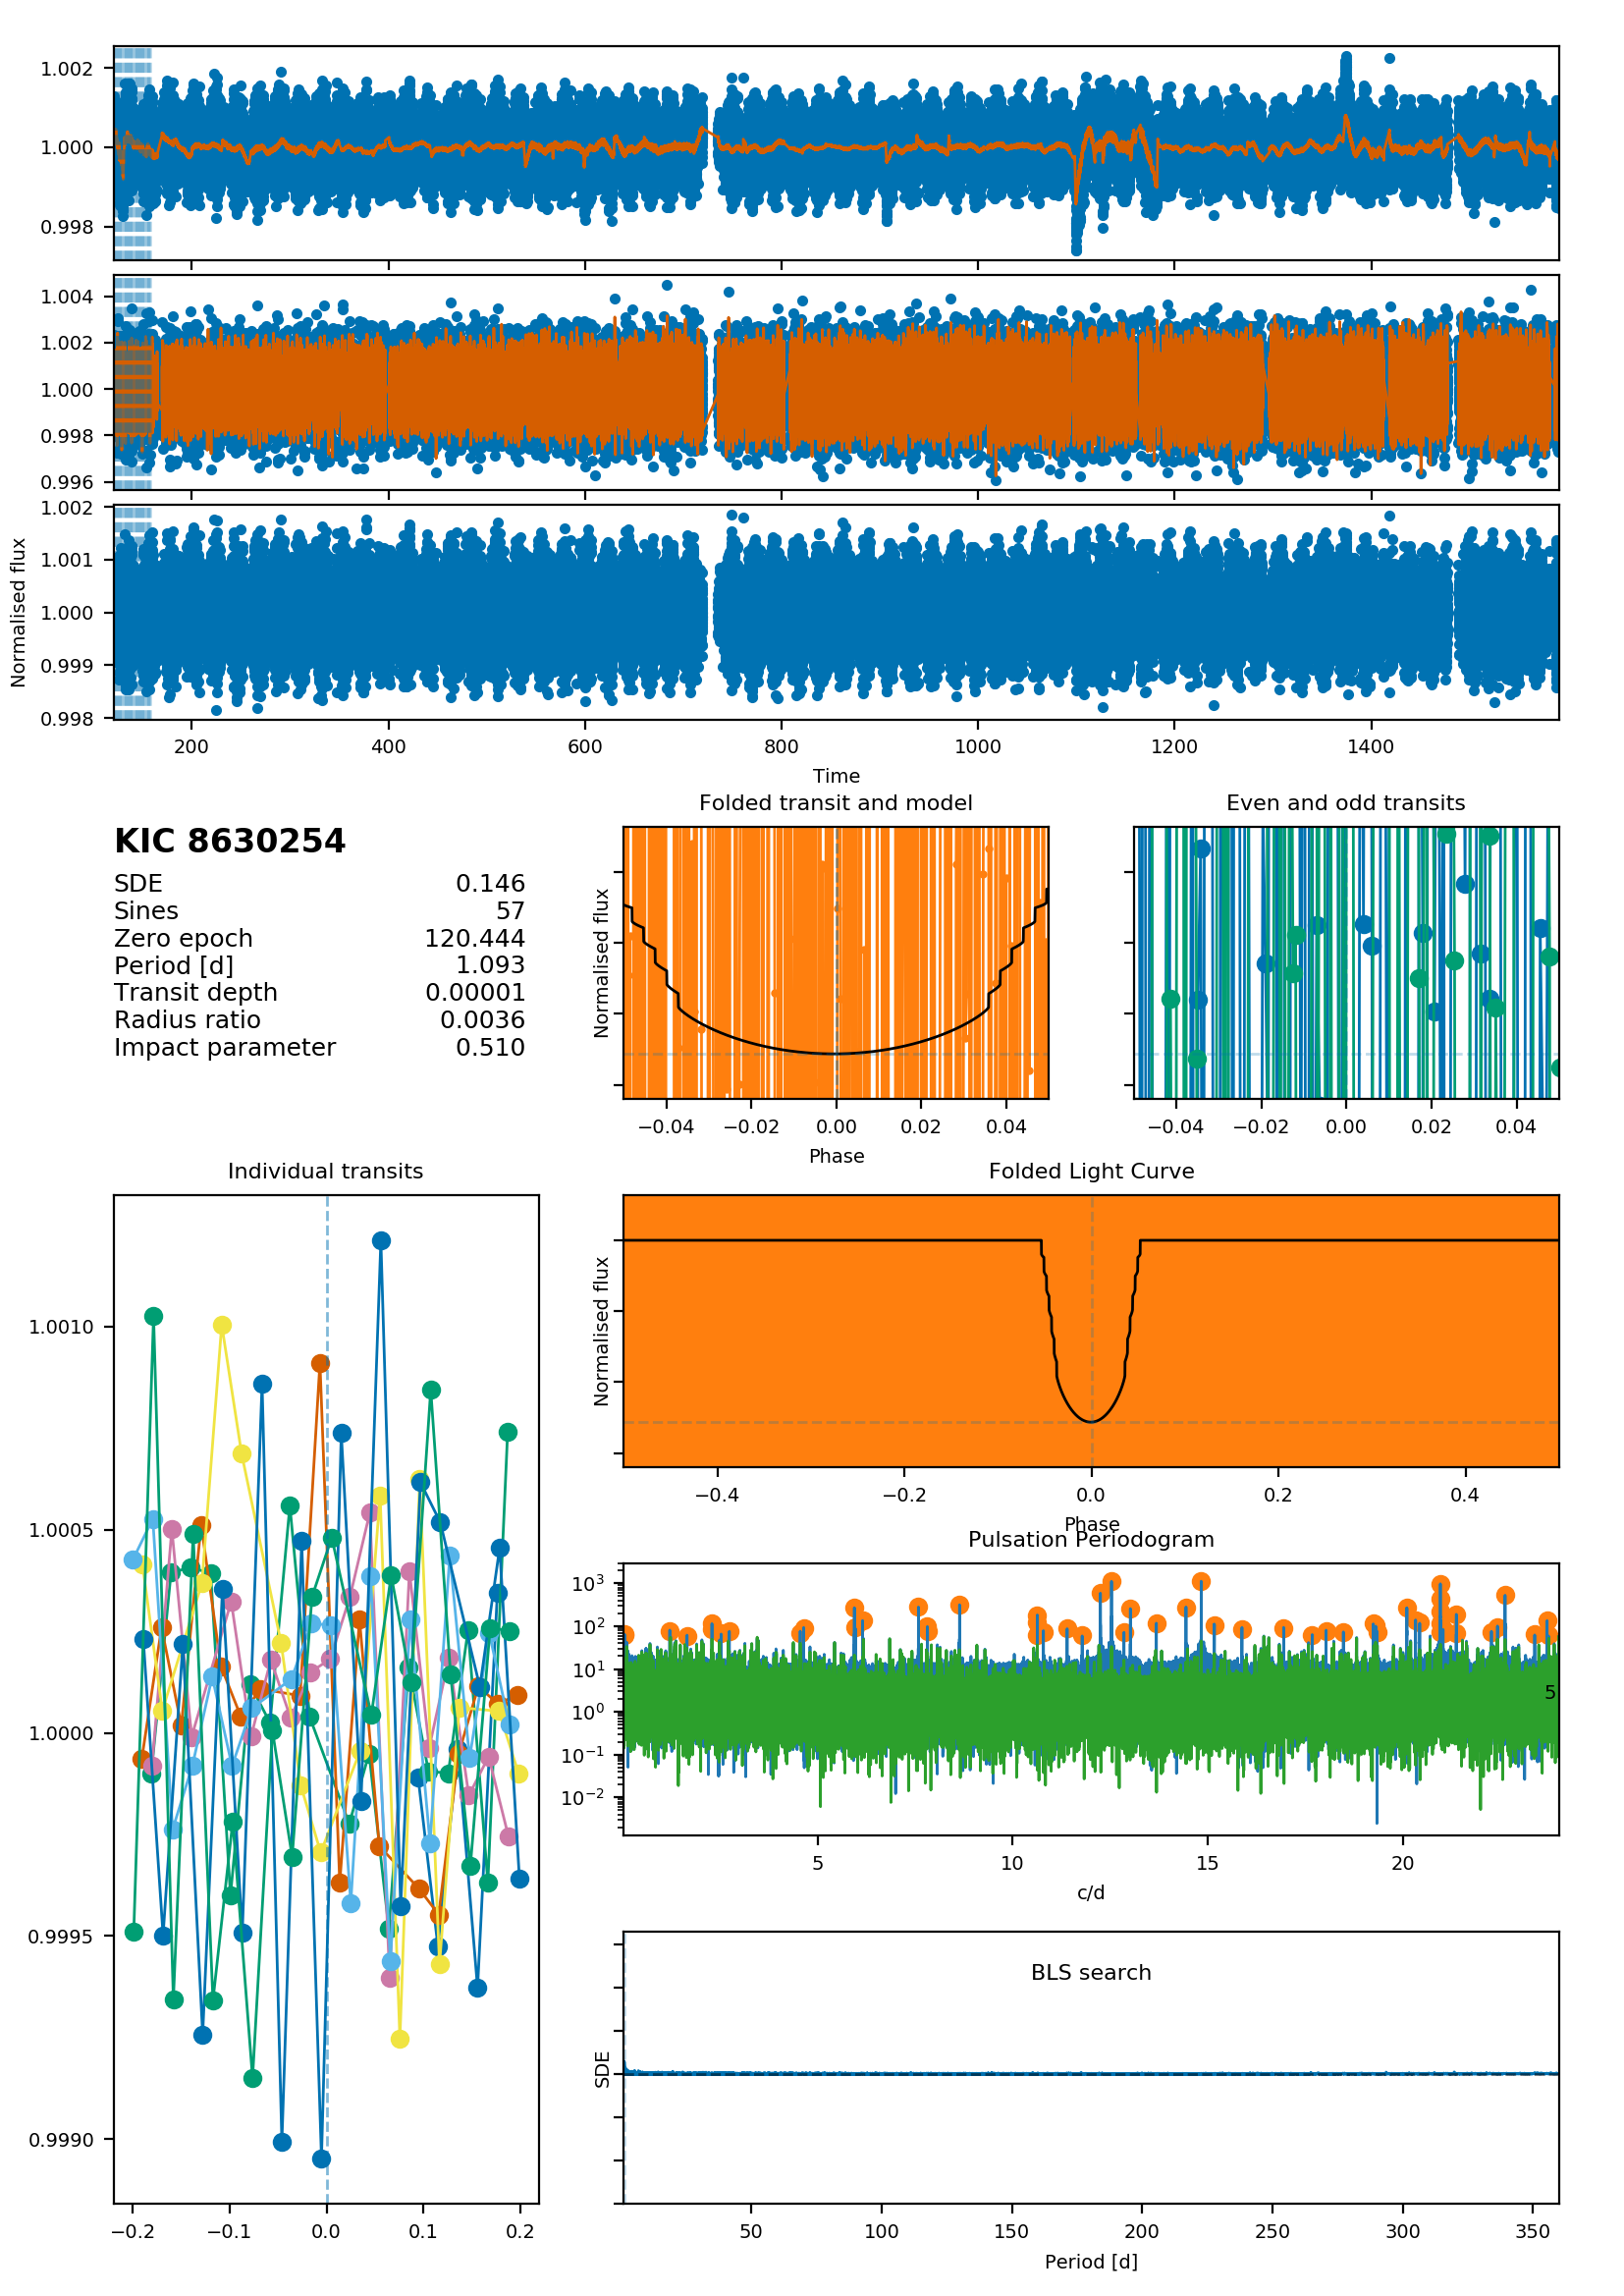 1.002
1.000
0.998
1.004
1.002
1.000
0.998
0.996
1.002
1.001
1.000
0.999
0.998
Normalised flux
200 400 600 800 1000 1200 1400
Time
KIC 8630254
SDE 0.146
Sines 57
Zero epoch 120.444
Period [d] 1.093
Transit depth 0.00001
Radius ratio 0.0036
Impact parameter 0.510
Folded transit and model
Normalised flux
−0.04 −0.02 0.00 0.02 0.04
Phase
Even and odd transits
−0.04 −0.02 0.00 0.02 0.04
Individual transits
1.0010
1.0005
1.0000
0.9995
0.9990
−0.2 −0.1 0.0 0.1 0.2
Folded Light Curve
Normalised flux
−0.4 −0.2 0.0 0.2 0.4
Phase
Pulsation Periodogram
10³
10²
10¹
10⁰
10⁻¹
10⁻²
5
5 10 15 20
c/d
BLS search
SDE
50 100 150 200 250 300 350
Period [d]